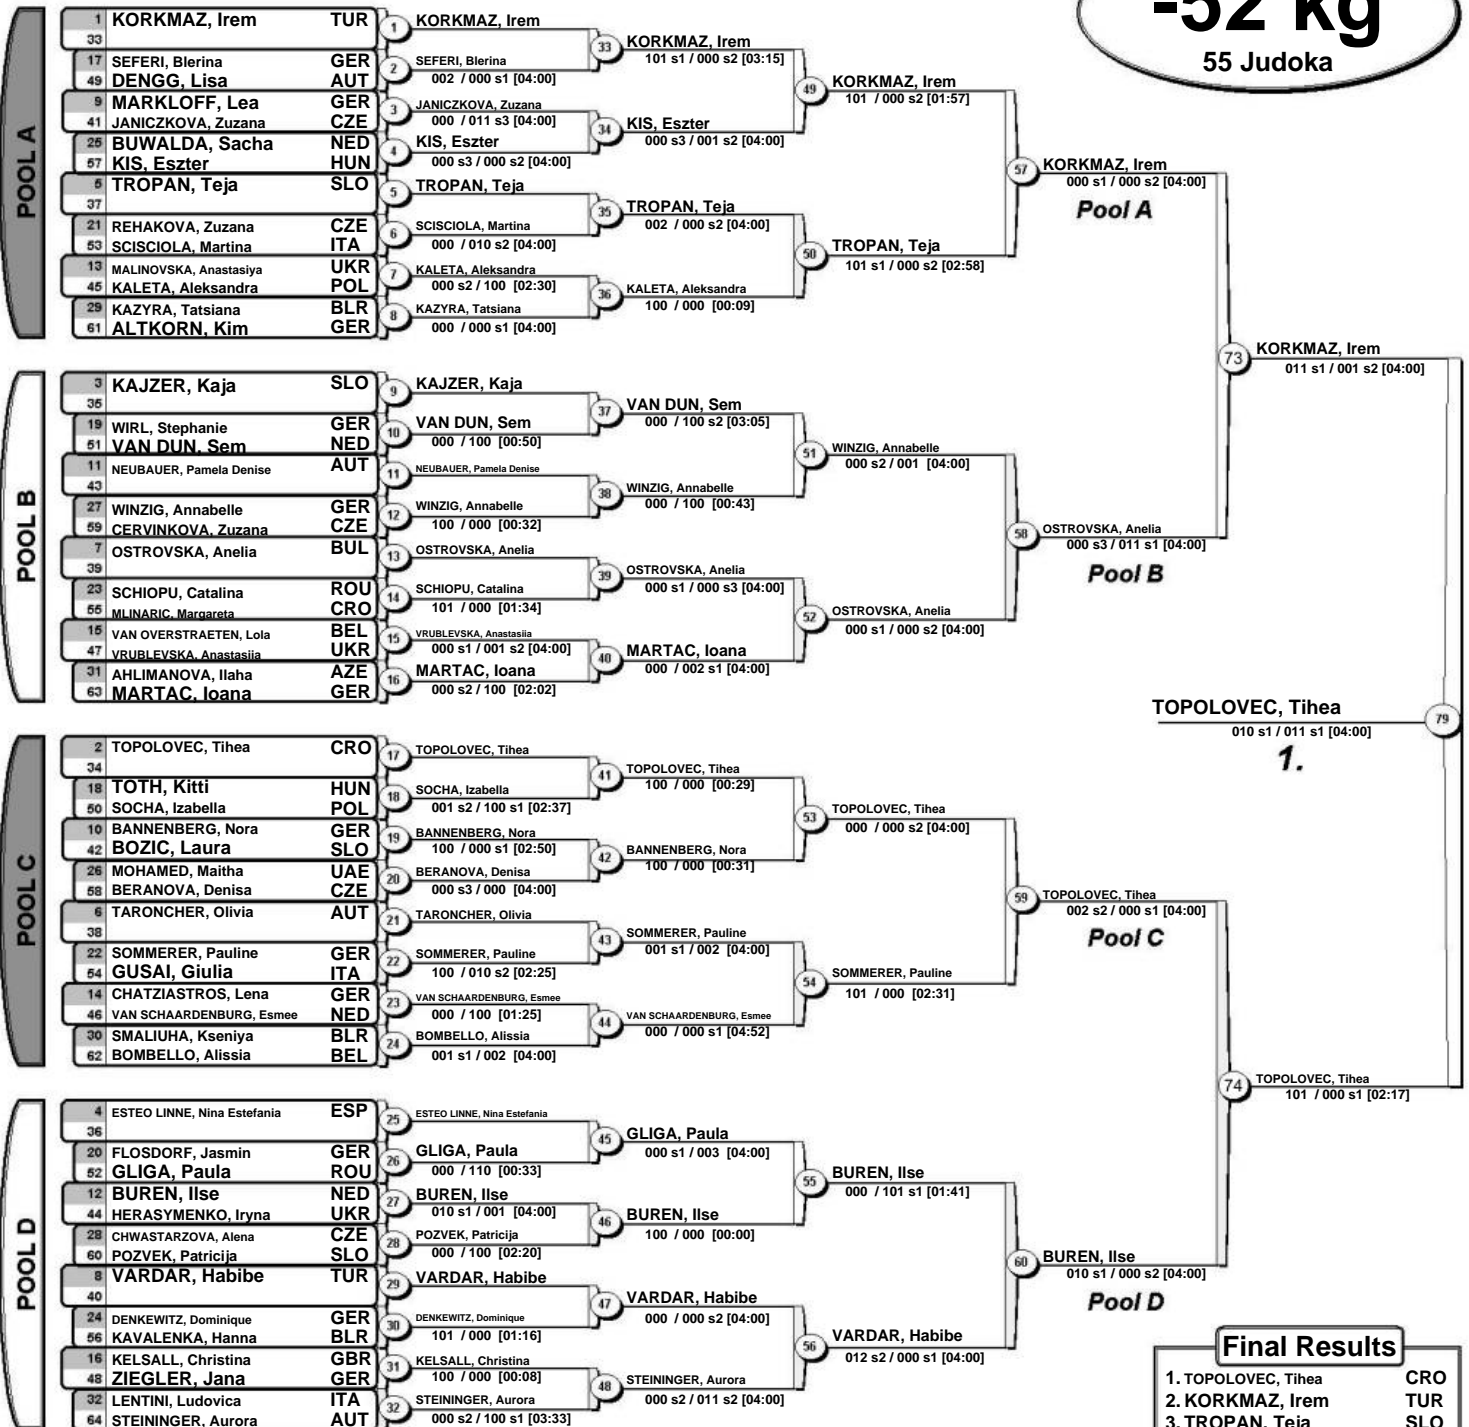 -52 kg
55 Judoka
POOL A
1 KORKMAZ, Irem TUR
33
17 SEFERI, Blerina GER
49 DENGG, Lisa AUT
9 MARKLOFF, Lea GER
41 JANICZKOVA, Zuzana CZE
25 BUWALDA, Sacha NED
57 KIS, Eszter HUN
5 TROPAN, Teja SLO
37
21 REHAKOVA, Zuzana CZE
53 SCISCIOLA, Martina ITA
13 MALINOVSKA, Anastasiya UKR
45 KALETA, Aleksandra POL
29 KAZYRA, Tatsiana BLR
61 ALTKORN, Kim GER
1 KORKMAZ, Irem
2 SEFERI, Blerina
002 / 000 s1 [04:00]
3 JANICZKOVA, Zuzana
000 / 011 s3 [04:00]
4 KIS, Eszter
000 s3 / 000 s2 [04:00]
5 TROPAN, Teja
6 SCISCIOLA, Martina
000 / 010 s2 [04:00]
7 KALETA, Aleksandra
000 s2 / 100 [02:30]
8 KAZYRA, Tatsiana
000 / 000 s1 [04:00]
33 KORKMAZ, Irem
101 s1 / 000 s2 [03:15]
34 KIS, Eszter
000 s3 / 001 s2 [04:00]
35 TROPAN, Teja
002 / 000 s2 [04:00]
36 KALETA, Aleksandra
100 / 000 [00:09]
49 KORKMAZ, Irem
101 / 000 s2 [01:57]
50 TROPAN, Teja
101 s1 / 000 s2 [02:58]
57 KORKMAZ, Irem
000 s1 / 000 s2 [04:00]
Pool A
POOL B
3 KAJZER, Kaja SLO
35
19 WIRL, Stephanie GER
51 VAN DUN, Sem NED
11 NEUBAUER, Pamela Denise AUT
43
27 WINZIG, Annabelle GER
59 CERVINKOVA, Zuzana CZE
7 OSTROVSKA, Anelia BUL
39
23 SCHIOPU, Catalina ROU
55 MLINARIC, Margareta CRO
15 VAN OVERSTRAETEN, Lola BEL
47 VRUBLEVSKA, Anastasiia UKR
31 AHLIMANOVA, Ilaha AZE
63 MARTAC, Ioana GER
9 KAJZER, Kaja
10 VAN DUN, Sem
000 / 100 [00:50]
11 NEUBAUER, Pamela Denise
12 WINZIG, Annabelle
100 / 000 [00:32]
13 OSTROVSKA, Anelia
14 SCHIOPU, Catalina
101 / 000 [01:34]
15 VRUBLEVSKA, Anastasiia
000 s1 / 001 s2 [04:00]
16 MARTAC, Ioana
000 s2 / 100 [02:02]
37 VAN DUN, Sem
000 / 100 s2 [03:05]
38 WINZIG, Annabelle
000 / 100 [00:43]
39 OSTROVSKA, Anelia
000 s1 / 000 s3 [04:00]
40 MARTAC, Ioana
000 / 002 s1 [04:00]
51 WINZIG, Annabelle
000 s2 / 001 [04:00]
52 OSTROVSKA, Anelia
000 s1 / 000 s2 [04:00]
58 OSTROVSKA, Anelia
000 s3 / 011 s1 [04:00]
Pool B
73 KORKMAZ, Irem
011 s1 / 001 s2 [04:00]
TOPOLOVEC, Tihea 79
010 s1 / 011 s1 [04:00]
1.
POOL C
2 TOPOLOVEC, Tihea CRO
34
18 TOTH, Kitti HUN
50 SOCHA, Izabella POL
10 BANNENBERG, Nora GER
42 BOZIC, Laura SLO
26 MOHAMED, Maitha UAE
58 BERANOVA, Denisa CZE
6 TARONCHER, Olivia AUT
38
22 SOMMERER, Pauline GER
54 GUSAI, Giulia ITA
14 CHATZIASTROS, Lena GER
46 VAN SCHAARDENBURG, Esmee NED
30 SMALIUHA, Kseniya BLR
62 BOMBELLO, Alissia BEL
17 TOPOLOVEC, Tihea
18 SOCHA, Izabella
001 s2 / 100 s1 [02:37]
19 BANNENBERG, Nora
100 / 000 s1 [02:50]
20 BERANOVA, Denisa
000 s3 / 000 [04:00]
21 TARONCHER, Olivia
22 SOMMERER, Pauline
100 / 010 s2 [02:25]
23 VAN SCHAARDENBURG, Esmee
000 / 100 [01:25]
24 BOMBELLO, Alissia
001 s1 / 002 [04:00]
41 TOPOLOVEC, Tihea
100 / 000 [00:29]
42 BANNENBERG, Nora
100 / 000 [00:31]
43 SOMMERER, Pauline
001 s1 / 002 [04:00]
44 VAN SCHAARDENBURG, Esmee
000 / 000 s1 [04:52]
53 TOPOLOVEC, Tihea
000 / 000 s2 [04:00]
54 SOMMERER, Pauline
101 / 000 [02:31]
59 TOPOLOVEC, Tihea
002 s2 / 000 s1 [04:00]
Pool C
POOL D
4 ESTEO LINNE, Nina Estefania ESP
36
20 FLOSDORF, Jasmin GER
52 GLIGA, Paula ROU
12 BUREN, Ilse NED
44 HERASYMENKO, Iryna UKR
28 CHWASTARZOVA, Alena CZE
60 POZVEK, Patricija SLO
8 VARDAR, Habibe TUR
40
24 DENKEWITZ, Dominique GER
56 KAVALENKA, Hanna BLR
16 KELSALL, Christina GBR
48 ZIEGLER, Jana GER
32 LENTINI, Ludovica ITA
64 STEININGER, Aurora AUT
25 ESTEO LINNE, Nina Estefania
26 GLIGA, Paula
000 / 110 [00:33]
27 BUREN, Ilse
010 s1 / 001 [04:00]
28 POZVEK, Patricija
000 / 100 [02:20]
29 VARDAR, Habibe
30 DENKEWITZ, Dominique
101 / 000 [01:16]
31 KELSALL, Christina
100 / 000 [00:08]
32 STEININGER, Aurora
000 s2 / 100 s1 [03:33]
45 GLIGA, Paula
000 s1 / 003 [04:00]
46 BUREN, Ilse
100 / 000 [00:00]
47 VARDAR, Habibe
000 / 000 s2 [04:00]
48 STEININGER, Aurora
000 s2 / 011 s2 [04:00]
55 BUREN, Ilse
000 / 101 s1 [01:41]
56 VARDAR, Habibe
012 s2 / 000 s1 [04:00]
60 BUREN, Ilse
010 s1 / 000 s2 [04:00]
Pool D
74 TOPOLOVEC, Tihea
101 / 000 s1 [02:17]
Final Results
1. TOPOLOVEC, Tihea CRO
2. KORKMAZ, Irem TUR
3. TROPAN, Teja SLO